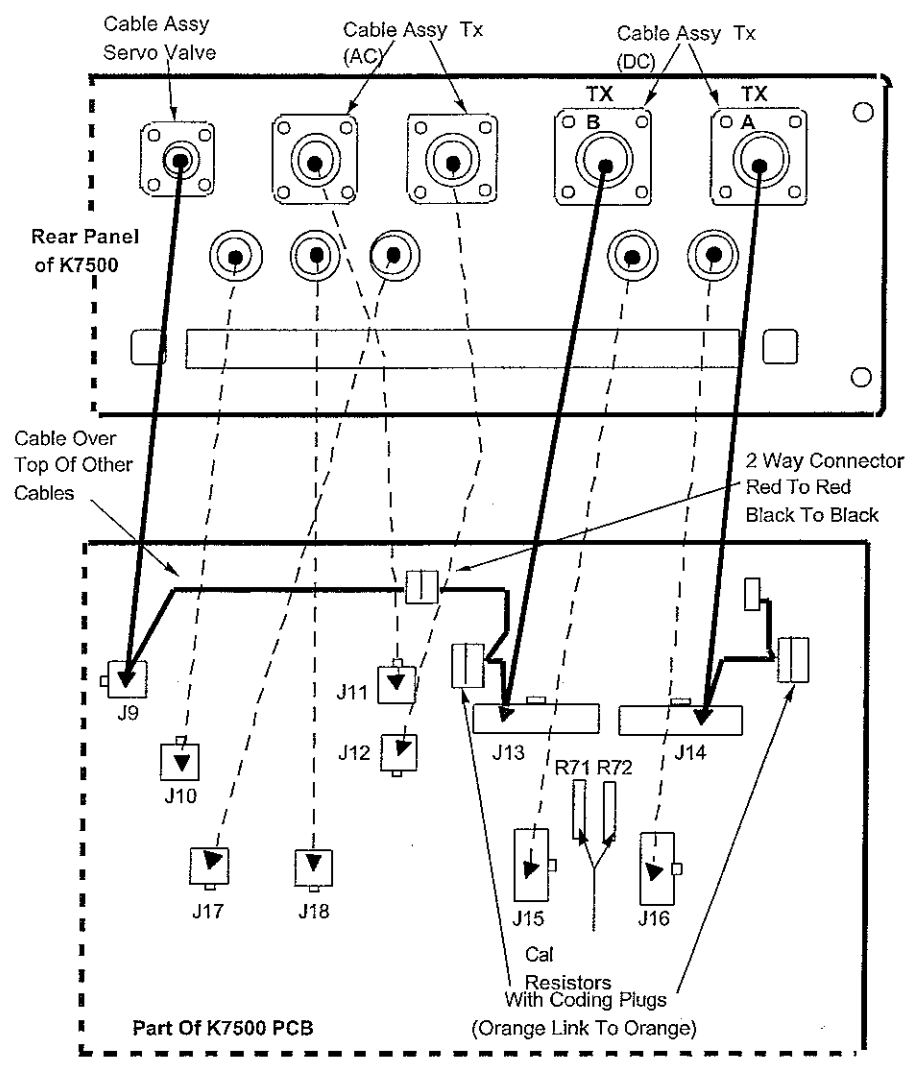 Cable Assy
Servo Valve
Cable Assy Tx
(AC)
Cable Assy Tx
(DC)
TX
B
TX
A
Rear Panel
of K7500
Cable Over
Top Of Other
Cables
2 Way Connector
Red To Red
Black To Black
J9
J11
J12
J13
J14
J10
R71 R72
J17
J18
J15
J16
Cal
Resistors
With Coding Plugs
(Orange Link To Orange)
Part Of K7500 PCB